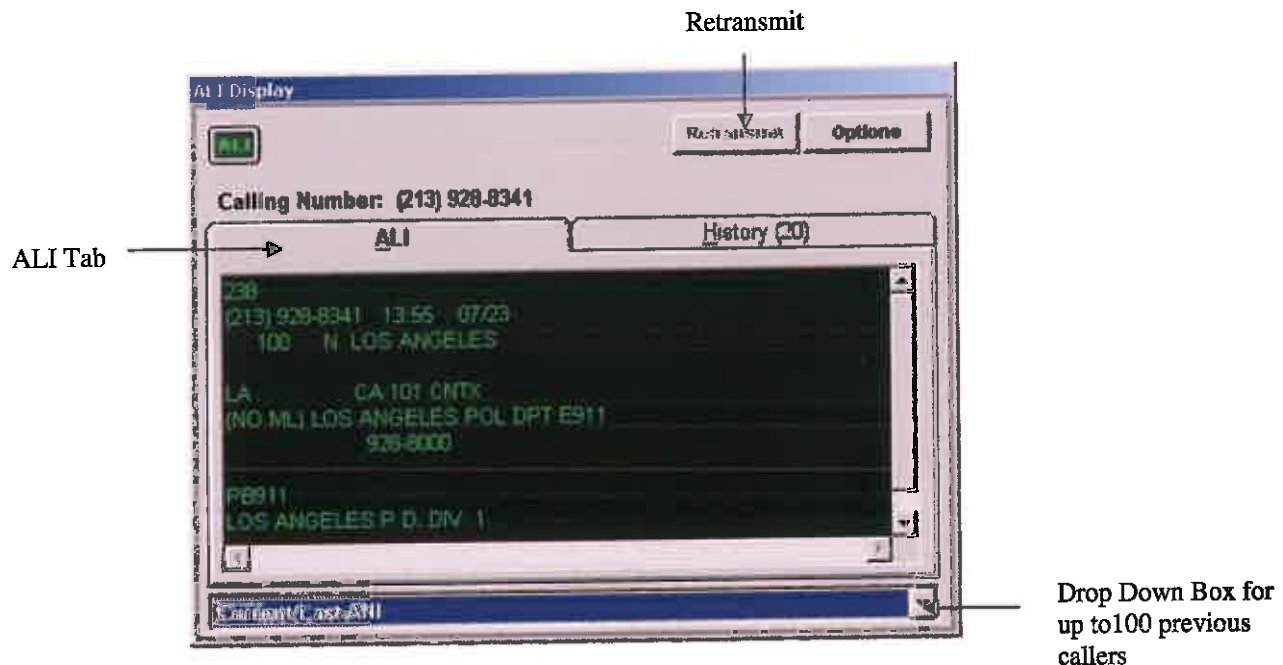 Retransmit
ALI Display
ALI
Retransmit
Options
Calling Number: (213) 928-8341
ALI Tab
ALI
History (20)
23B
(213) 928-8341 13:55 07/23
100 N LOS ANGELES
LA CA 101 CNTX
(NO ML) LOS ANGELES POL DPT E911
928-8000
PB911
LOS ANGELES P.D. DIV. 1
Current/Last ANI
Drop Down Box for
up to100 previous
callers